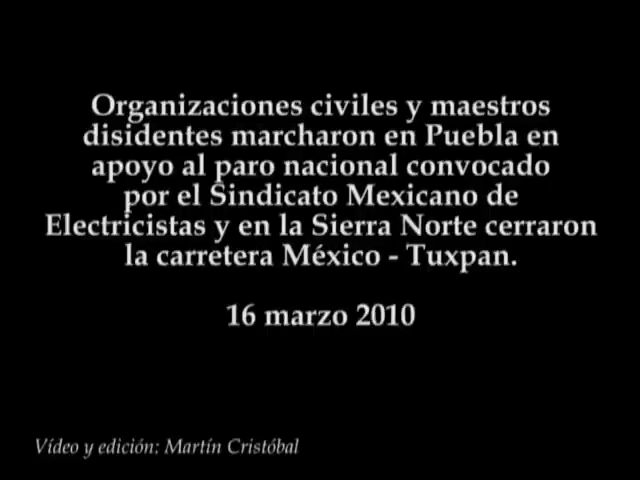 Organizaciones civiles y maestros
disidentes marcharon en Puebla en
apoyo al paro nacional convocado
por el Sindicato Mexicano de
Electricistas y en la Sierra Norte cerraron
la carretera México - Tuxpan.
16 marzo 2010
Vídeo y edición: Martín Cristóbal